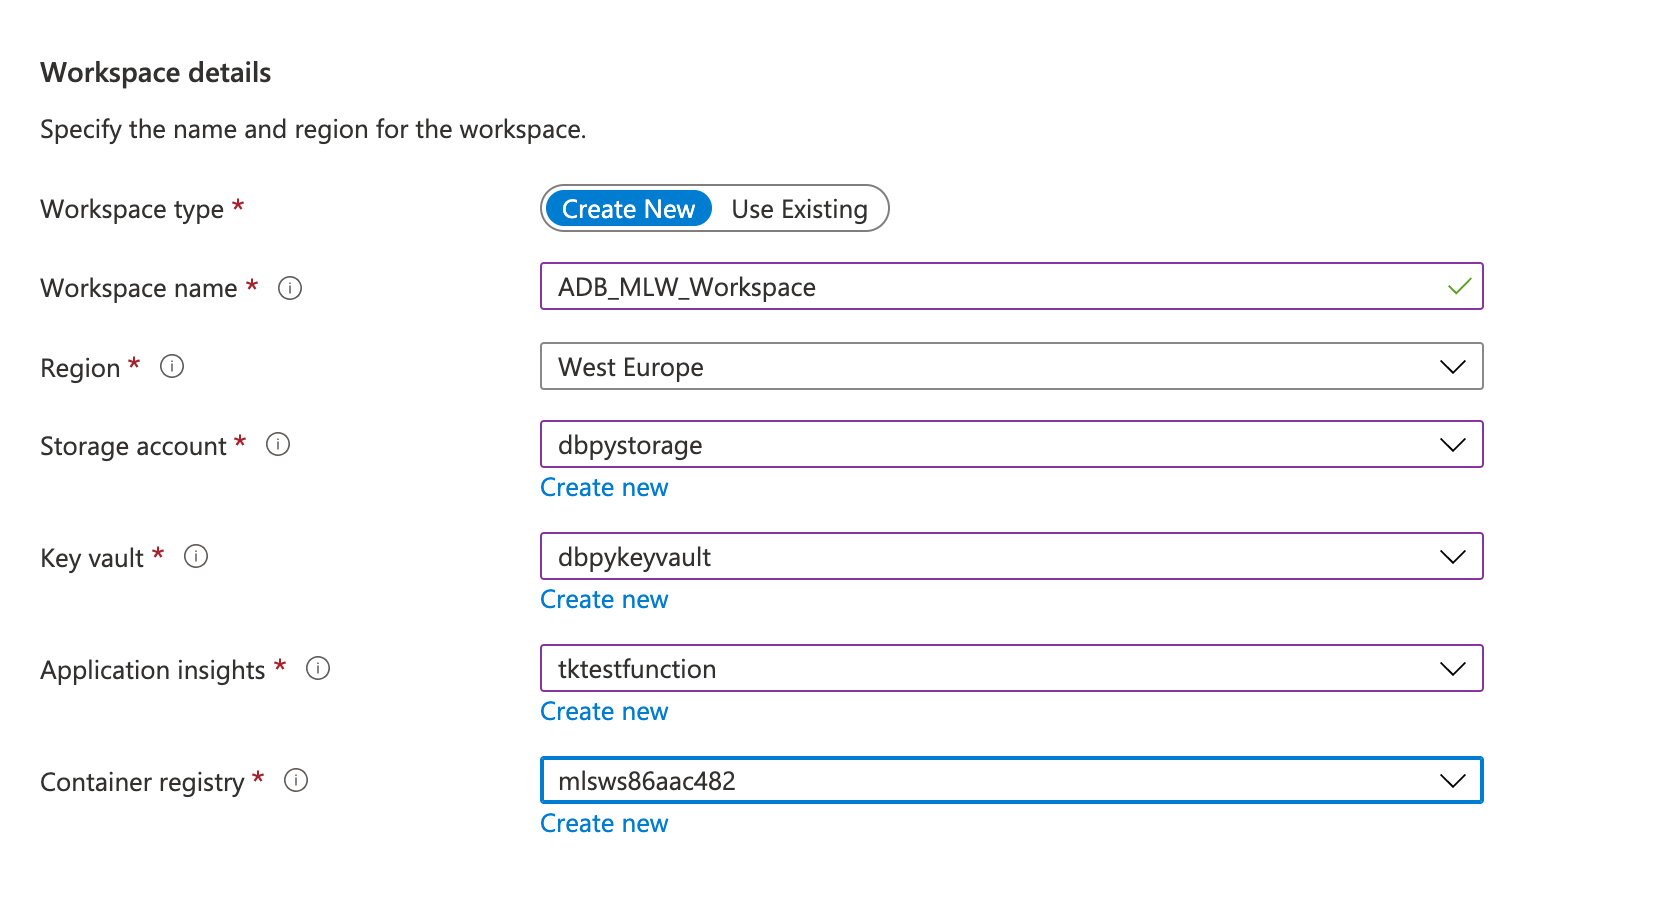 Workspace details
Specify the name and region for the workspace.
Workspace type * Create New Use Existing
Workspace name * ADB_MLW_Workspace
Region * West Europe
Storage account * dbpystorage
Create new
Key vault * dbpykeyvault
Create new
Application insights * tktestfunction
Create new
Container registry * mlsws86aac482
Create new